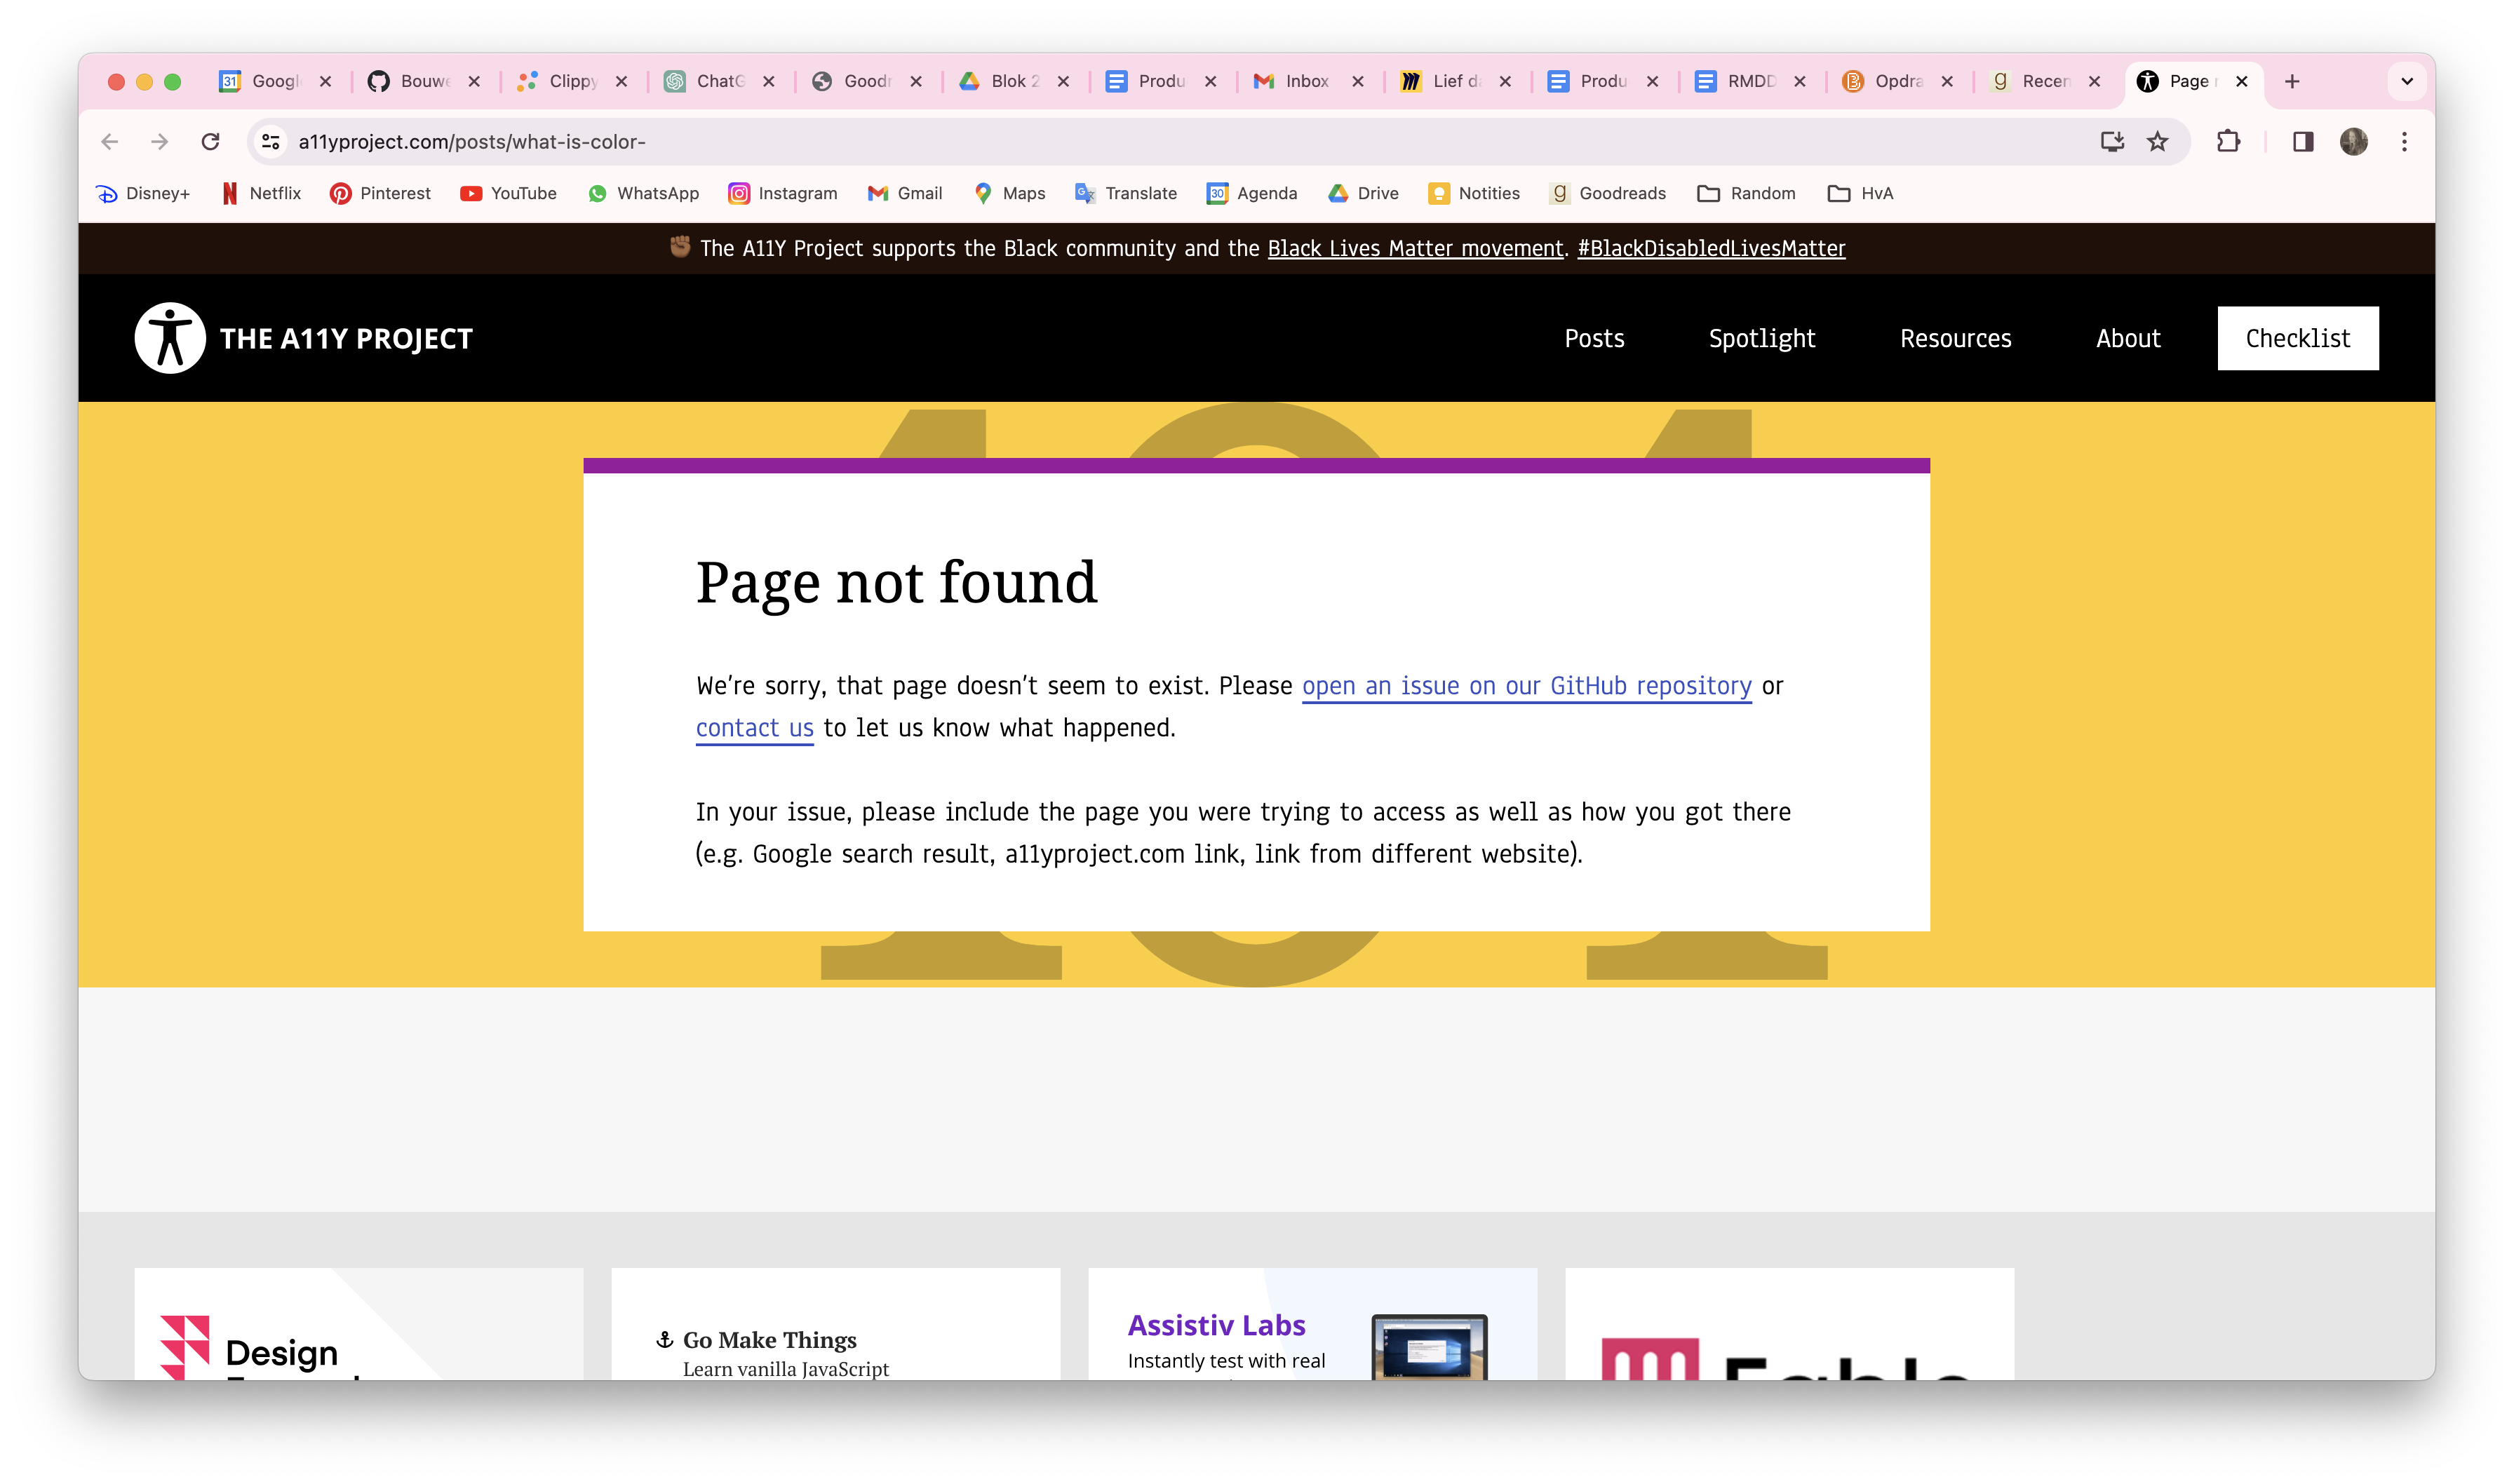 Googl
Bouwe
Clippy
ChatG
Goodr
Blok 2
Produ
Inbox
Lief d
Produ
RMDD
Opdra
Recen
Page
a11yproject.com/posts/what-is-color-
Disney+ Netflix Pinterest YouTube WhatsApp Instagram Gmail Maps Translate Agenda Drive Notities Goodreads Random HvA
The A11Y Project supports the Black community and the Black Lives Matter movement. #BlackDisabledLivesMatter
THE A11Y PROJECT
Posts Spotlight Resources About Checklist
Page not found
We're sorry, that page doesn't seem to exist. Please open an issue on our GitHub repository or
contact us to let us know what happened.
In your issue, please include the page you were trying to access as well as how you got there
(e.g. Google search result, a11yproject.com link, link from different website).
Design
Go Make Things
Learn vanilla JavaScript
Assistiv Labs
Instantly test with real